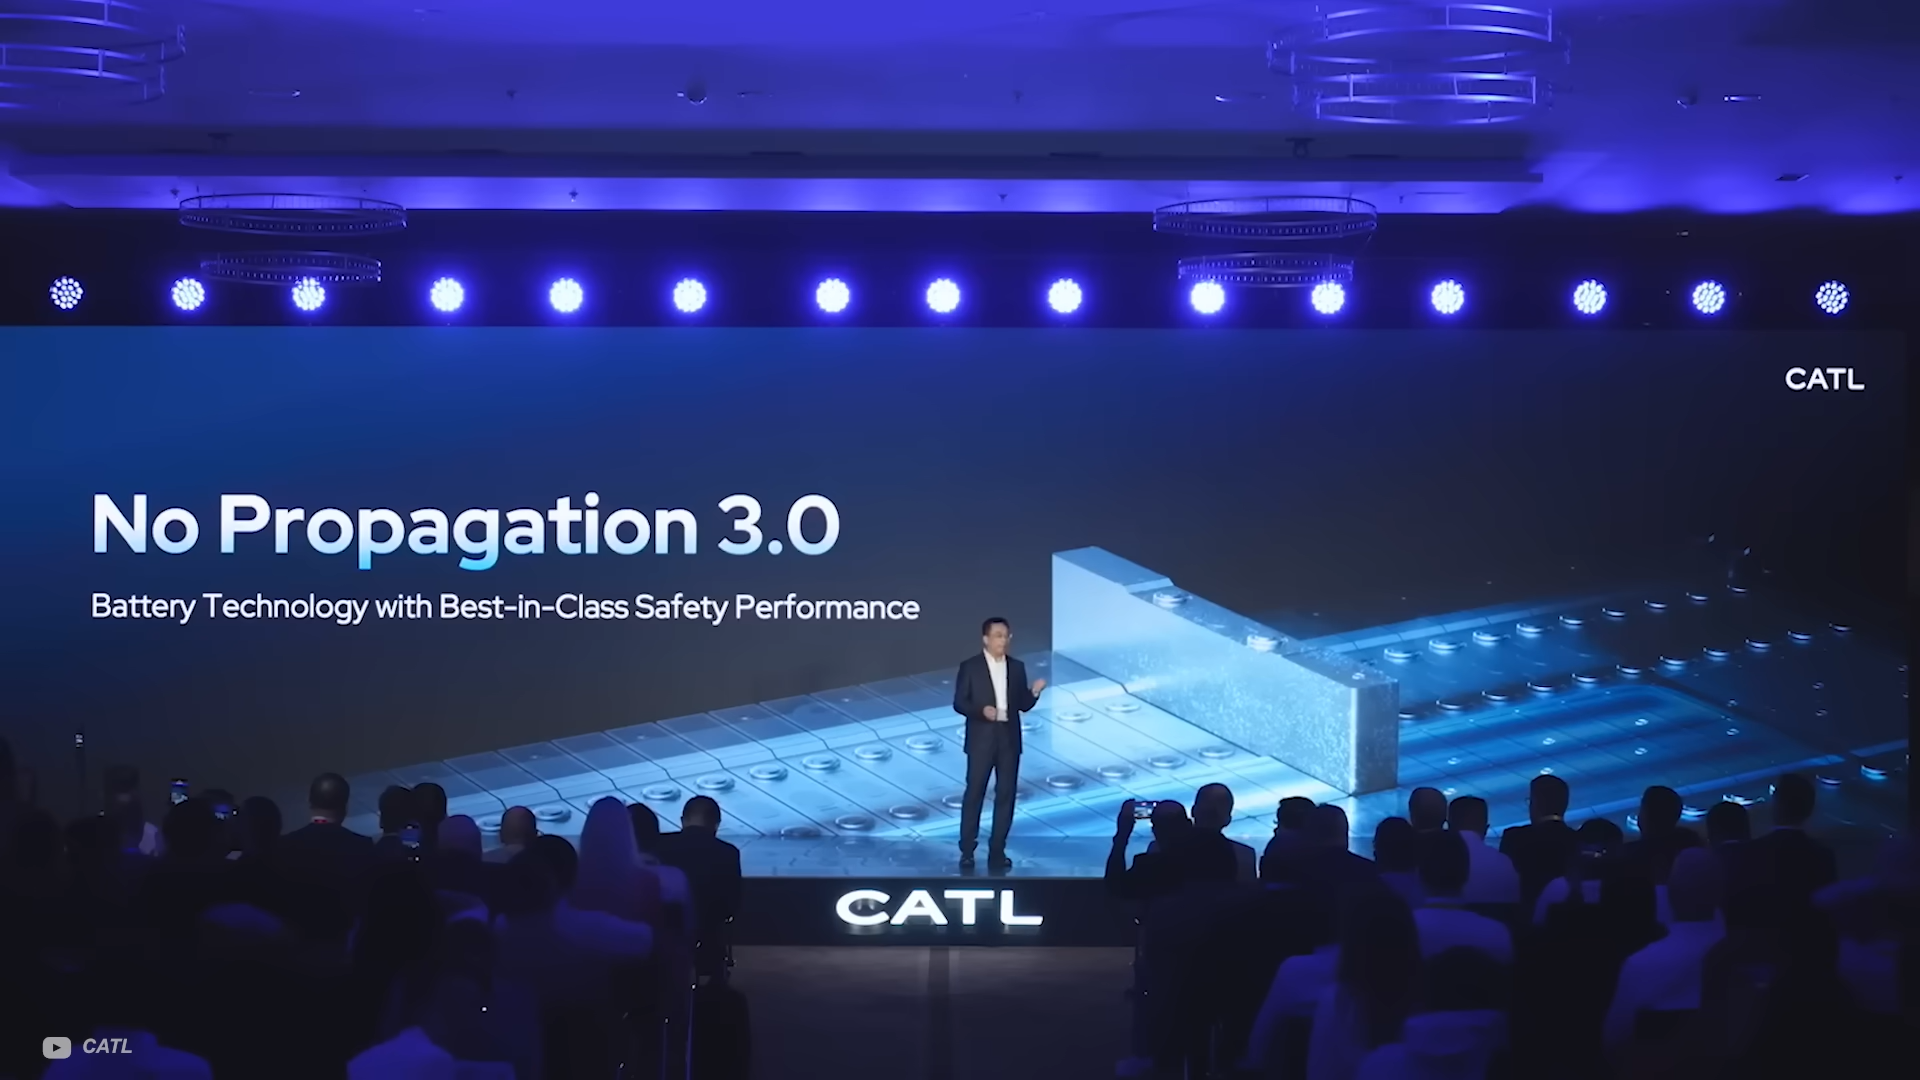 CATL
No Propagation 3.0
Battery Technology with Best-in-Class Safety Performance
CATL
CATL